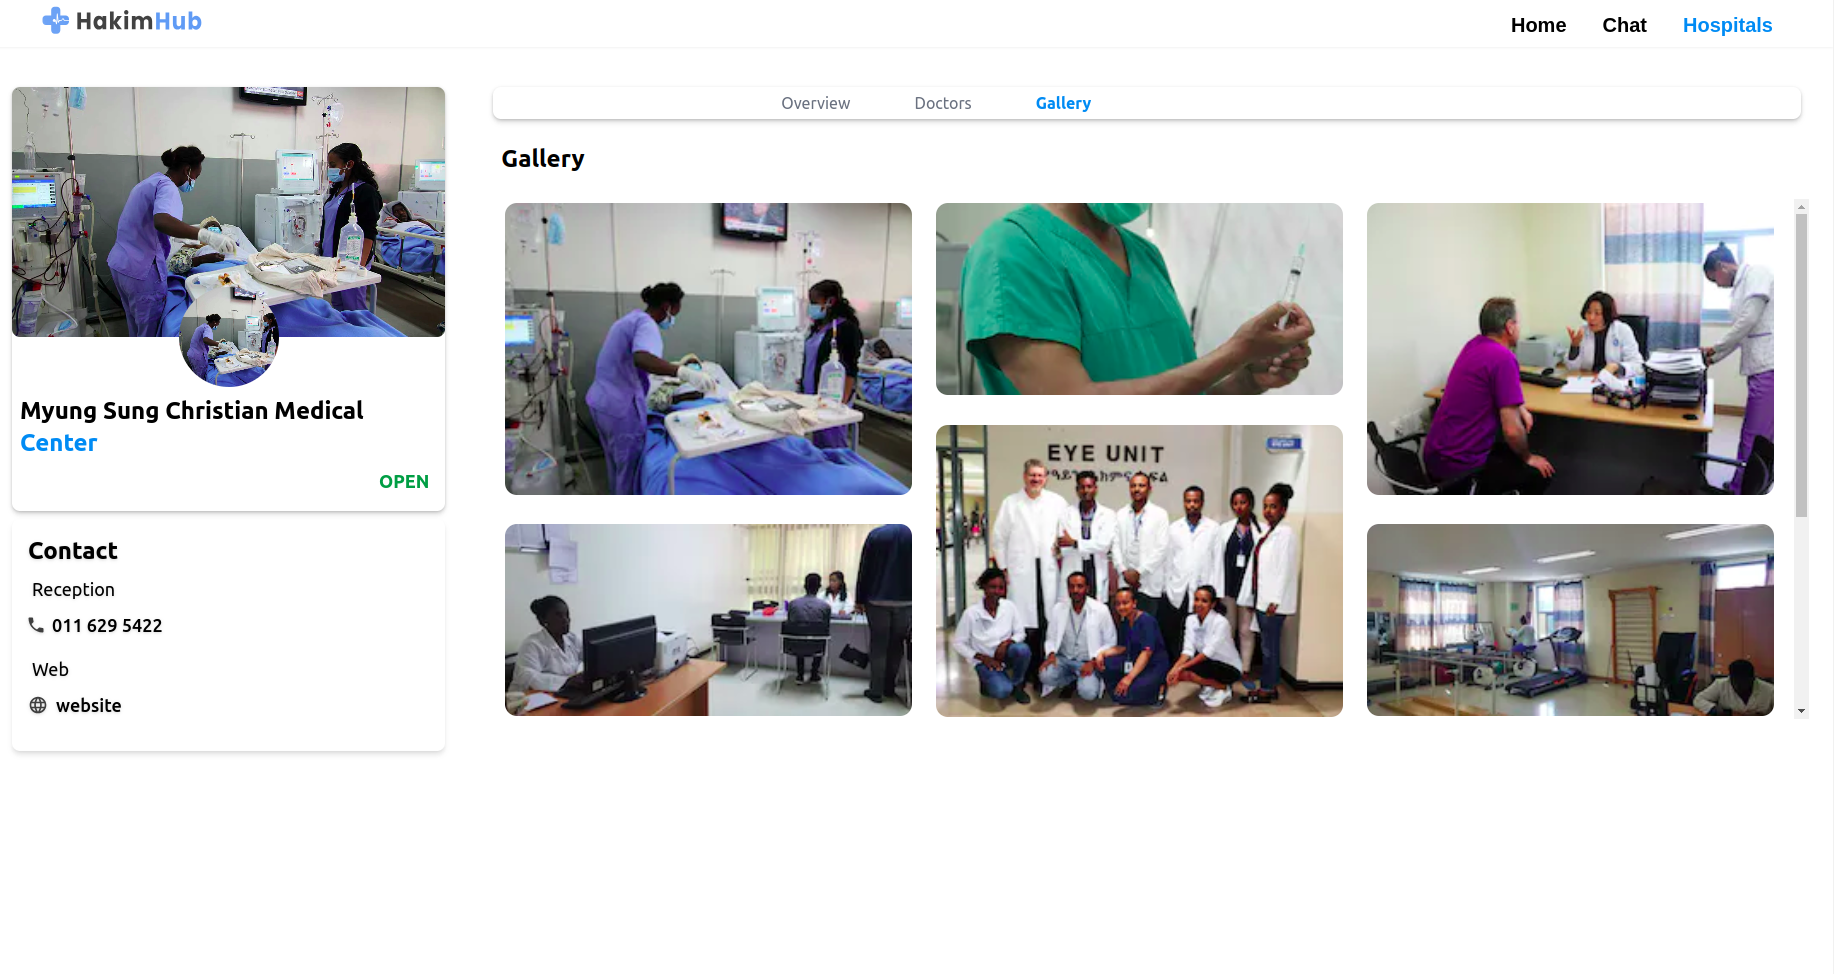 HakimHub
Home
Chat
Hospitals
Overview
Doctors
Gallery
Gallery
EYE UNIT
Myung Sung Christian Medical
Center
OPEN
Contact
Reception
011 629 5422
Web
website